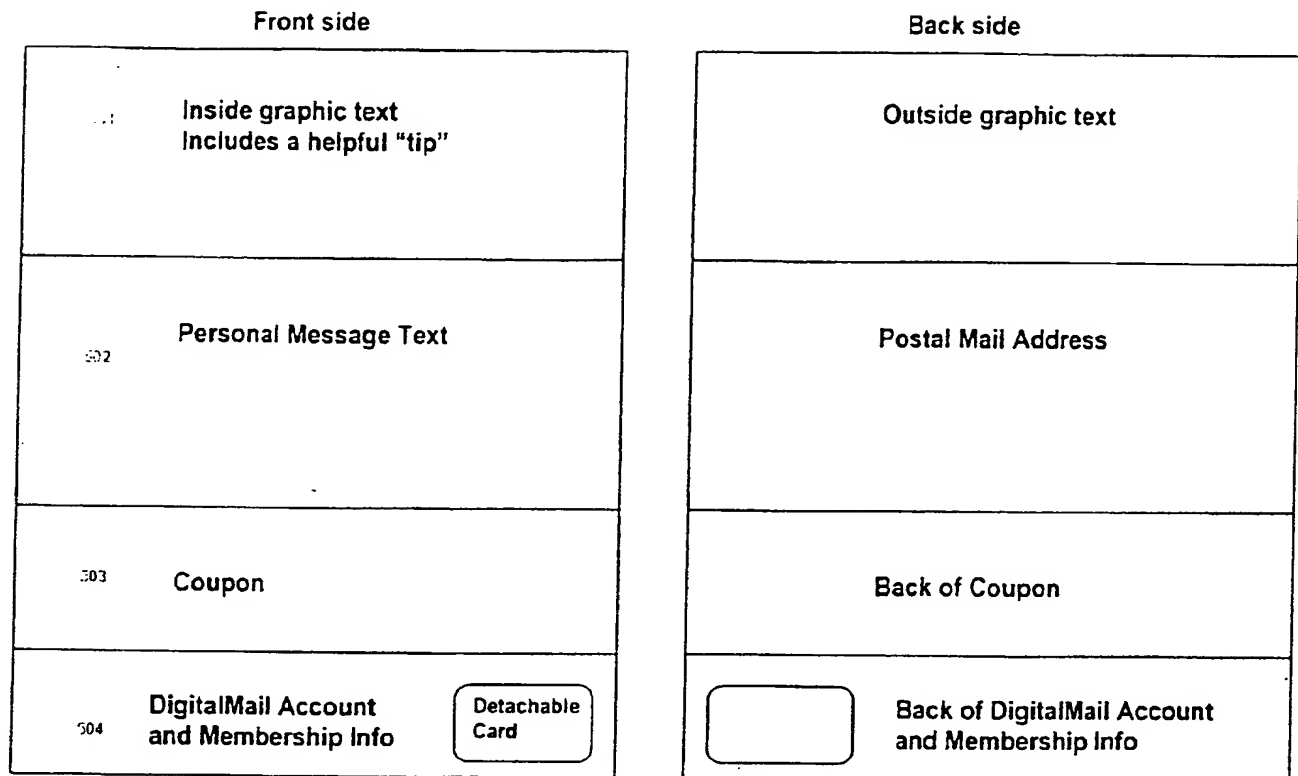 Front side
Inside graphic text
Includes a helpful “tip”
Personal Message Text
Coupon
DigitalMail Account
and Membership Info
Detachable
Card
Back side
Outside graphic text
Postal Mail Address
Back of Coupon
Back of DigitalMail Account
and Membership Info